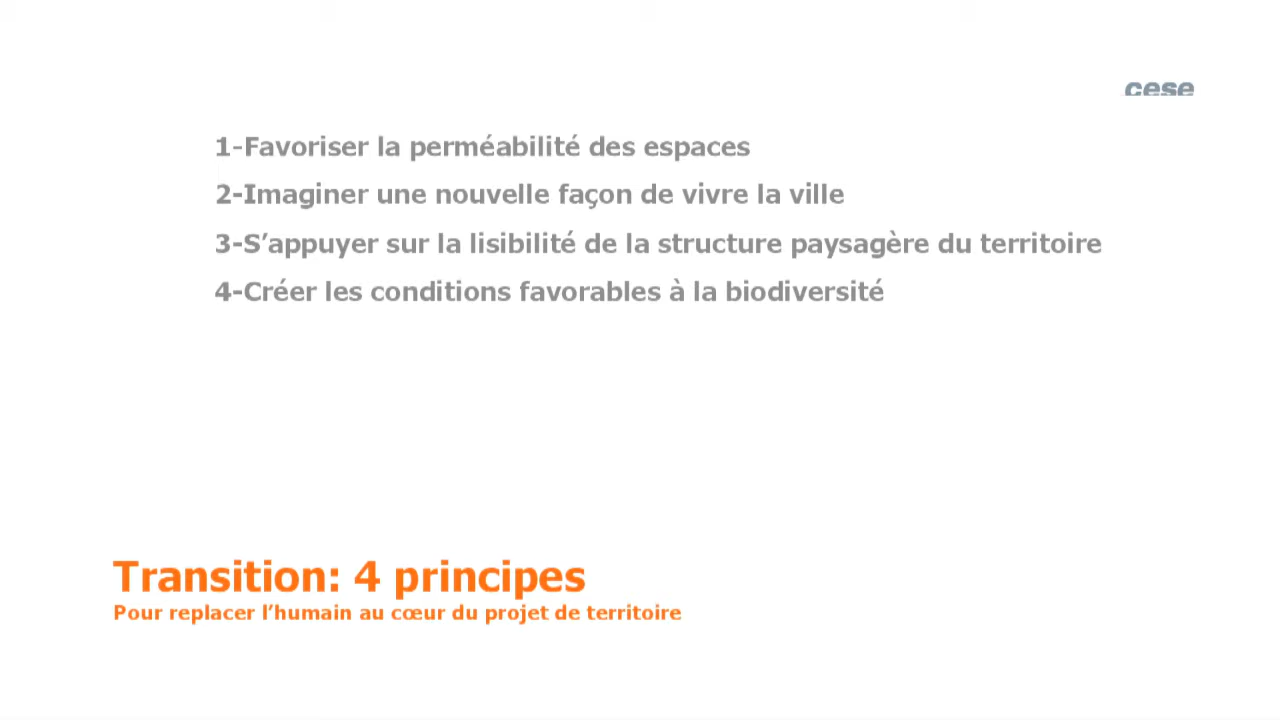 cese
1-Favoriser la perméabilité des espaces
2-Imaginer une nouvelle façon de vivre la ville
3-S’appuyer sur la lisibilité de la structure paysagère du territoire
4-Créer les conditions favorables à la biodiversité
Transition: 4 principes
Pour replacer l’humain au cœur du projet de territoire